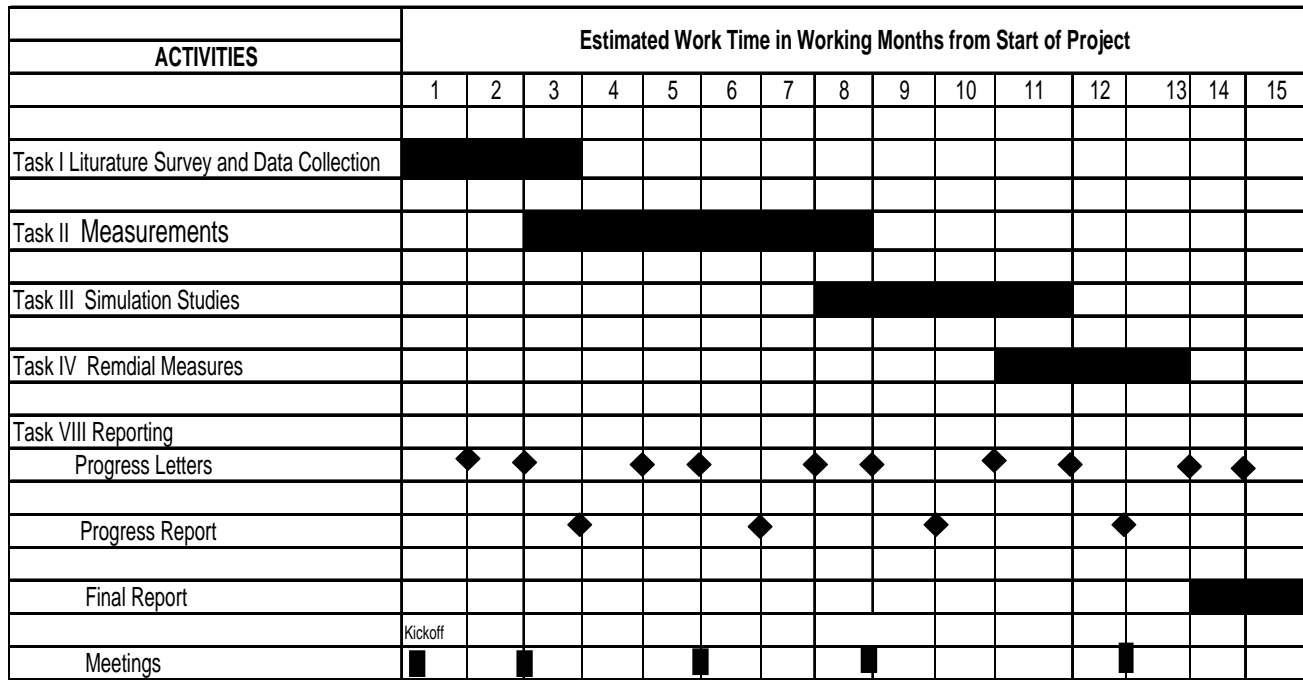 Estimated Work Time in Working Months from Start of Project
ACTIVITIES
1 2 3 4 5 6 7 8 9 10 11 12 13 14 15
Task I Liturature Survey and Data Collection
Task II Measurements
Task III Simulation Studies
Task IV Remdial Measures
Task VIII Reporting
Progress Letters
Progress Report
Final Report
Kickoff
Meetings